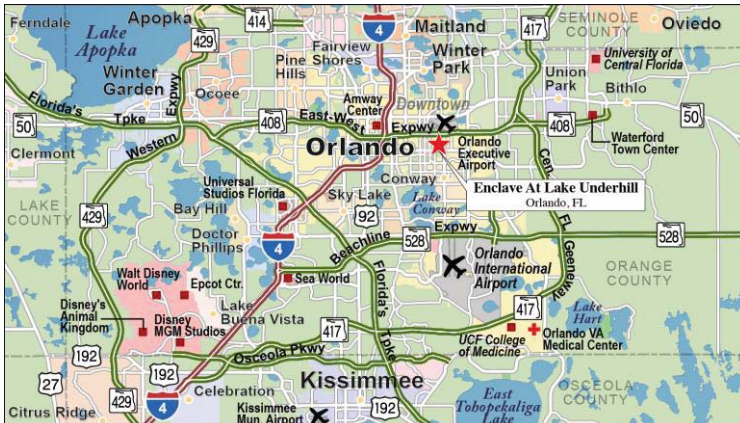 Ferndale
Lake
Apopka
Apopka
429
414
4
Maitland
417
SEMINOLE
COUNTY
Oviedo
Fairview
Shores
Winter
Park
Pine
Hills
University of
Central Florida
Winter
Garden
Ocoee
Expwy
Union
Park
Bithlo
Florida's
Tpke
Amway
Center
Downtown
50
Western
408
East-West
Expwy
408
50
Orlando
Orlando
Executive
Airport
Waterford
Town Center
Clermont
Cen. FL Greeneway
Conway
Enclave At Lake Underhill
Orlando, FL
Universal
Studios Florida
Sky Lake
Lake
Conway
LAKE
COUNTY
429
Bay Hill
92
Doctor
Phillips
4
Beachline
528
Expwy
528
Orlando
International
Airport
ORANGE
COUNTY
Walt Disney
World
Epcot Ctr.
Sea World
Florida's
Tpke
Disney's
Animal
Kingdom
Disney
MGM Studios
Lake
Buena Vista
417
417
Lake
Hart
UCF College
of Medicine
Orlando VA
Medical Center
192
Osceola Pkwy
192
27
Kissimmee
OSCEOLA
COUNTY
Celebration
429
4
Citrus Ridge
Kissimmee
Mun. Airport
192
East
Tohopekaliga
Lake